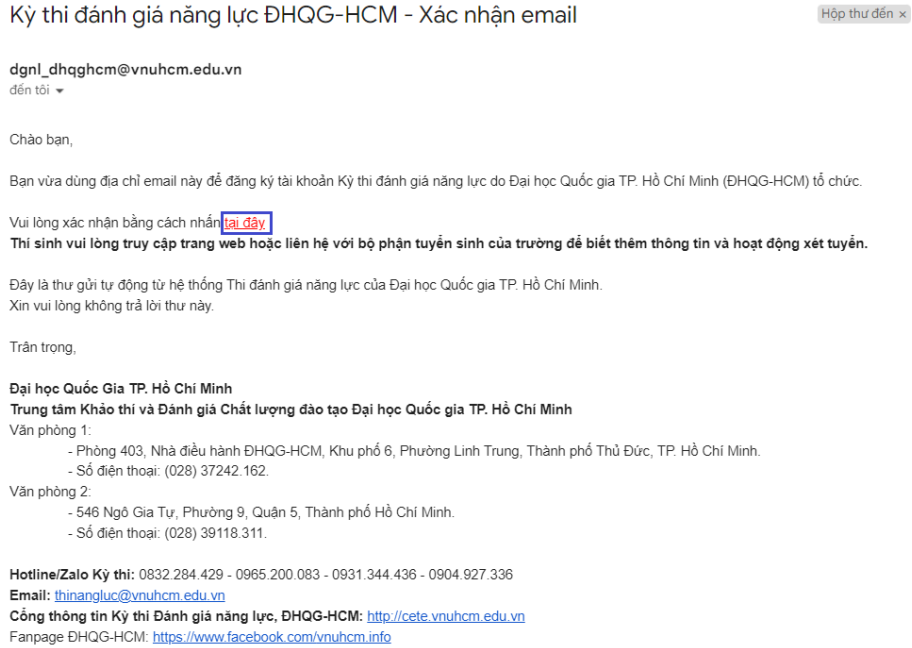 Kỳ thi đánh giá năng lực ĐHQG-HCM - Xác nhận email
Hộp thư đến ×
dgnl_dhqghcm@vnuhcm.edu.vn
đến tôi
Chào bạn,
Bạn vừa dùng địa chỉ email này để đăng ký tài khoản Kỳ thi đánh giá năng lực do Đại học Quốc gia TP. Hồ Chí Minh (ĐHQG-HCM) tổ chức.
Vui lòng xác nhận bằng cách nhấn tại đây
Thí sinh vui lòng truy cập trang web hoặc liên hệ với bộ phận tuyển sinh của trường để biết thêm thông tin và hoạt động xét tuyển.
Đây là thư gửi tự động từ hệ thống Thi đánh giá năng lực của Đại học Quốc gia TP. Hồ Chí Minh.
Xin vui lòng không trả lời thư này.
Trân trọng,
Đại học Quốc Gia TP. Hồ Chí Minh
Trung tâm Khảo thí và Đánh giá Chất lượng đào tạo Đại học Quốc gia TP. Hồ Chí Minh
Văn phòng 1:
- Phòng 403, Nhà điều hành ĐHQG-HCM, Khu phố 6, Phường Linh Trung, Thành phố Thủ Đức, TP. Hồ Chí Minh.
- Số điện thoại: (028) 37242.162.
Văn phòng 2:
- 546 Ngô Gia Tự, Phường 9, Quận 5, Thành phố Hồ Chí Minh.
- Số điện thoại: (028) 39118.311.
Hotline/Zalo Kỳ thi: 0832.284.429 - 0965.200.083 - 0931.344.436 - 0904.927.336
Email: thinangluc@vnuhcm.edu.vn
Cổng thông tin Kỳ thi Đánh giá năng lực, ĐHQG-HCM: http://cete.vnuhcm.edu.vn
Fanpage ĐHQG-HCM: https://www.facebook.com/vnuhcm.info